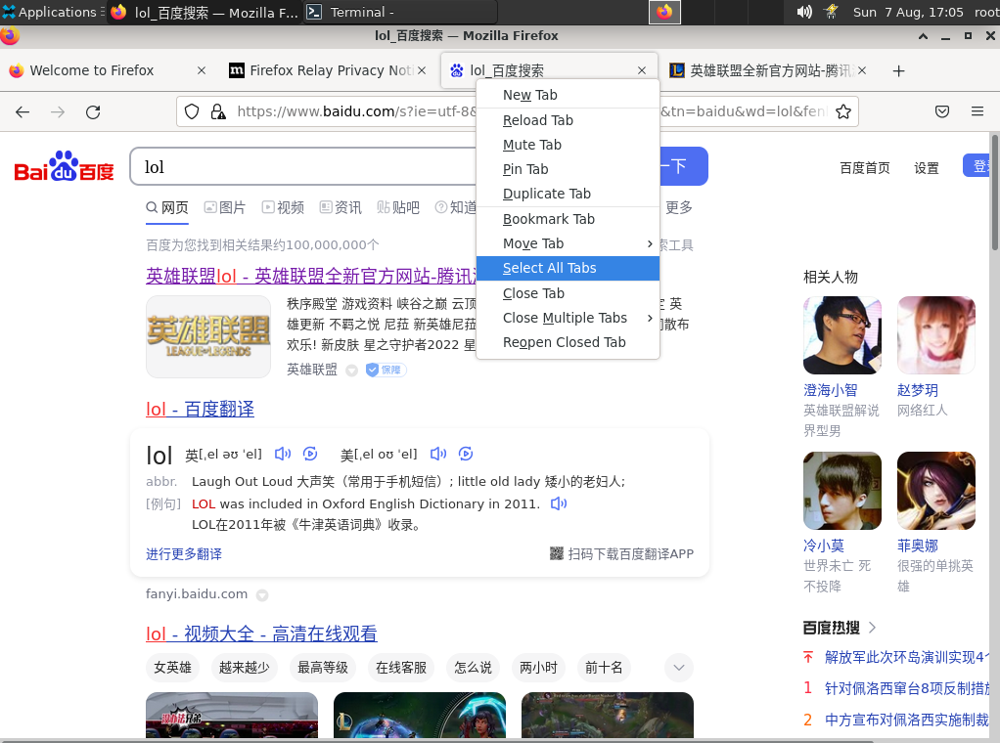 Applications
lol_百度搜索 — Mozilla F...
Terminal -
Sun 7 Aug, 17:05
root
lol_百度搜索 — Mozilla Firefox
Welcome to Firefox
Firefox Relay Privacy Noti
lol_百度搜索
英雄联盟全新官方网站-腾讯
https://www.baidu.com/s?ie=utf-8&
&tn=baidu&wd=lol&fen
New Tab
Reload Tab
Mute Tab
Pin Tab
Duplicate Tab
Bookmark Tab
Move Tab
Select All Tabs
Close Tab
Close Multiple Tabs
Reopen Closed Tab
Bai du 百度
lol
一下
百度首页
设置
登
网页
图片
视频
资讯
贴吧
知道
更多
百度为您找到相关结果约100,000,000个
索工具
英雄联盟lol - 英雄联盟全新官方网站-腾讯
英雄联盟
LEAGUE OF LEGENDS
秩序殿堂 游戏资料 峡谷之巅 云顶
英
雄更新 不羁之悦 尼菈 新英雄尼菈
散布
欢乐! 新皮肤 星之守护者2022 星
英雄联盟
保障
lol - 百度翻译
lol 英[ˌel əʊ ˈel] 美[ˌel oʊ ˈel]
abbr. Laugh Out Loud 大声笑（常用于手机短信）; little old lady 矮小的老妇人;
[例句] LOL was included in Oxford English Dictionary in 2011.
LOL在2011年被《牛津英语词典》收录。
进行更多翻译
扫码下载百度翻译APP
fanyi.baidu.com
lol - 视频大全 - 高清在线观看
女英雄
越来越少
最高等级
在线客服
怎么说
两小时
前十名
相关人物
澄海小智
英雄联盟解说
界型男
赵梦玥
网络红人
冷小莫
世界未亡 死
不投降
菲奥娜
很强的单挑英
雄
百度热搜
解放军此次环岛演训实现4个
1 针对佩洛西窜台8项反制措施
2 中方宣布对佩洛西实施制裁